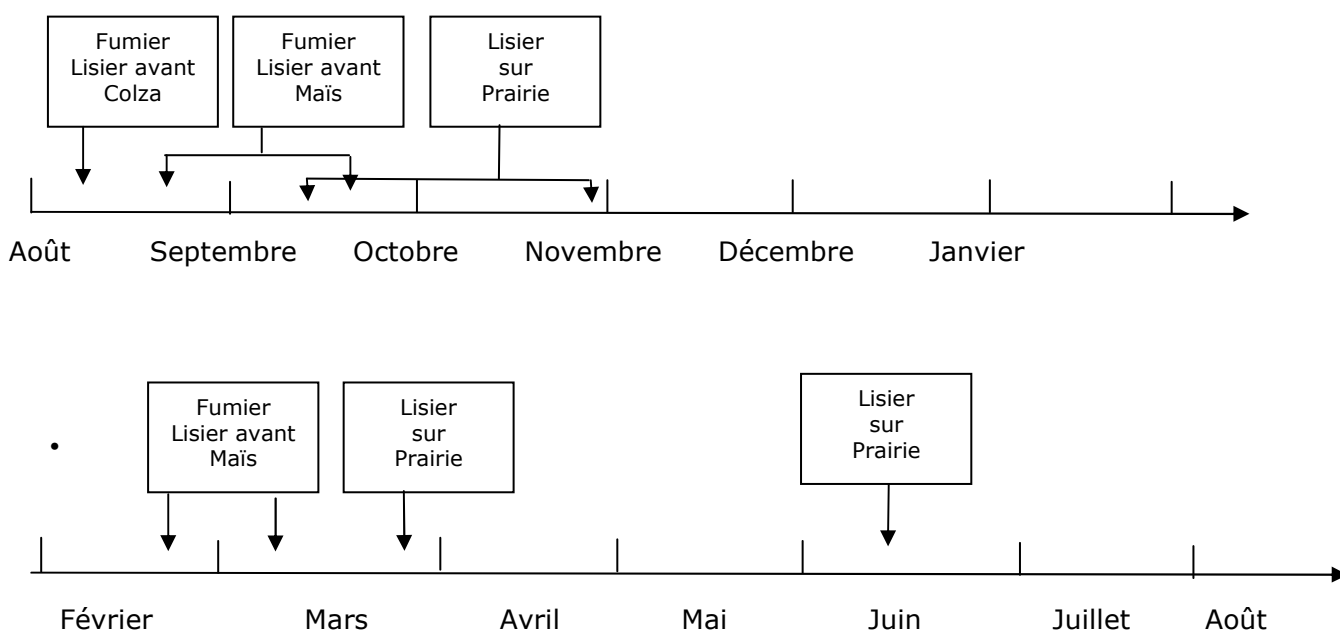 Fumier
Lisier avant
Colza
Fumier
Lisier avant
Maïs
Lisier
sur
Prairie
Août Septembre Octobre Novembre Décembre Janvier
Fumier
Lisier avant
Maïs
Lisier
sur
Prairie
Lisier
sur
Prairie
•
Février Mars Avril Mai Juin Juillet Août